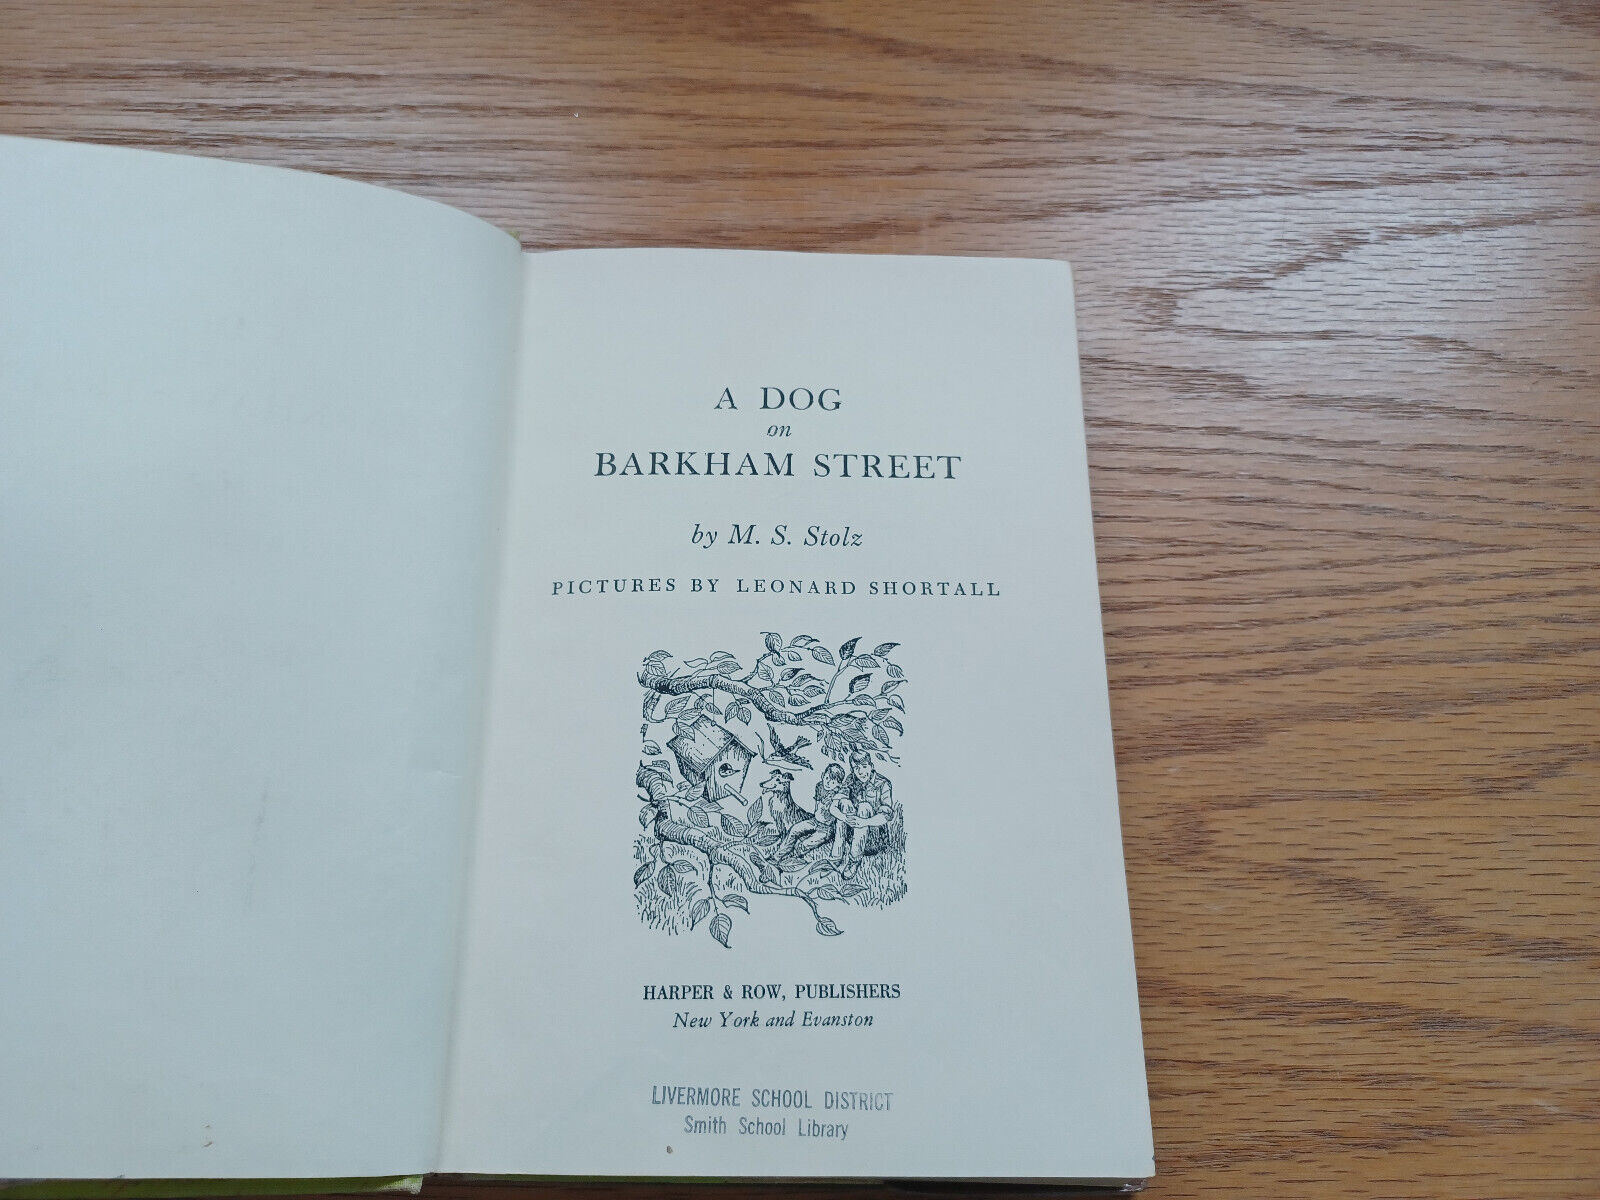 A DOG
on
BARKHAM STREET
by M. S. Stolz
PICTURES BY LEONARD SHORTALL
HARPER & ROW, PUBLISHERS
New York and Evanston
LIVERMORE SCHOOL DISTRICT
Smith School Library